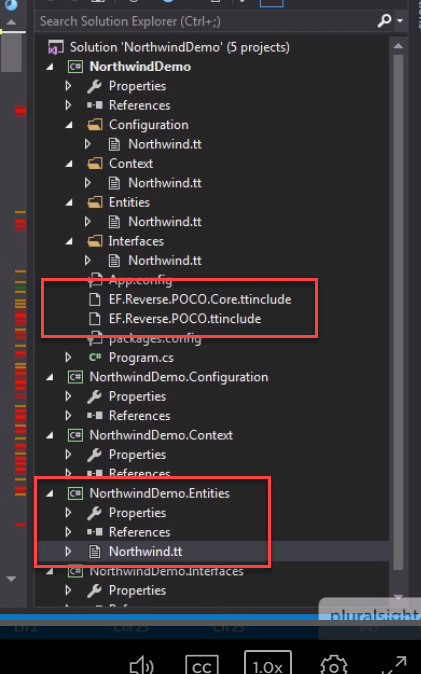 Search Solution Explorer (Ctrl+;)
Solution 'NorthwindDemo' (5 projects)
C# NorthwindDemo
Properties
References
Configuration
Northwind.tt
Context
Northwind.tt
Entities
Northwind.tt
Interfaces
Northwind.tt
App.config
EF.Reverse.POCO.Core.ttinclude
EF.Reverse.POCO.ttinclude
packages.config
C# Program.cs
C# NorthwindDemo.Configuration
Properties
References
C# NorthwindDemo.Context
Properties
References
C# NorthwindDemo.Entities
Properties
References
Northwind.tt
C# NorthwindDemo.Interfaces
Properties
pluralsight
CC
1.0x